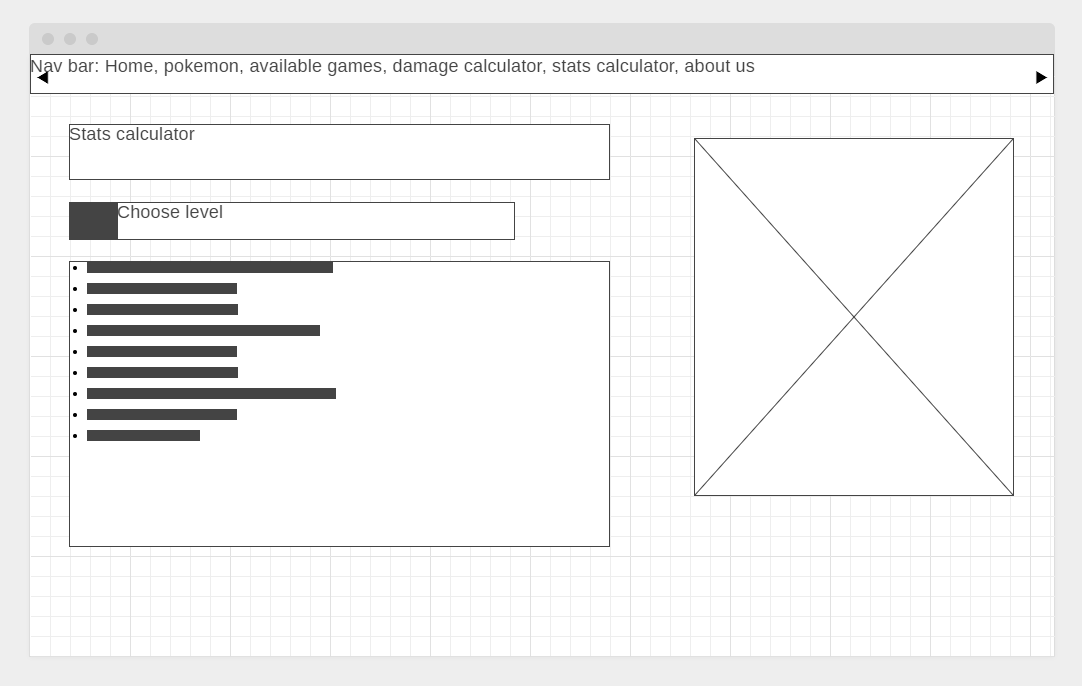 Nav bar: Home, pokemon, available games, damage calculator, stats calculator, about us
Stats calculator
Choose level